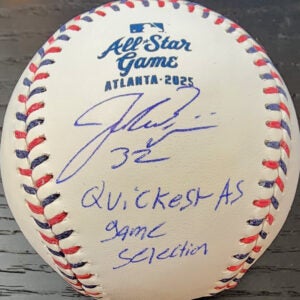 All-Star
Game
ATLANTA - 2025
32
Quickest AS
game
selection